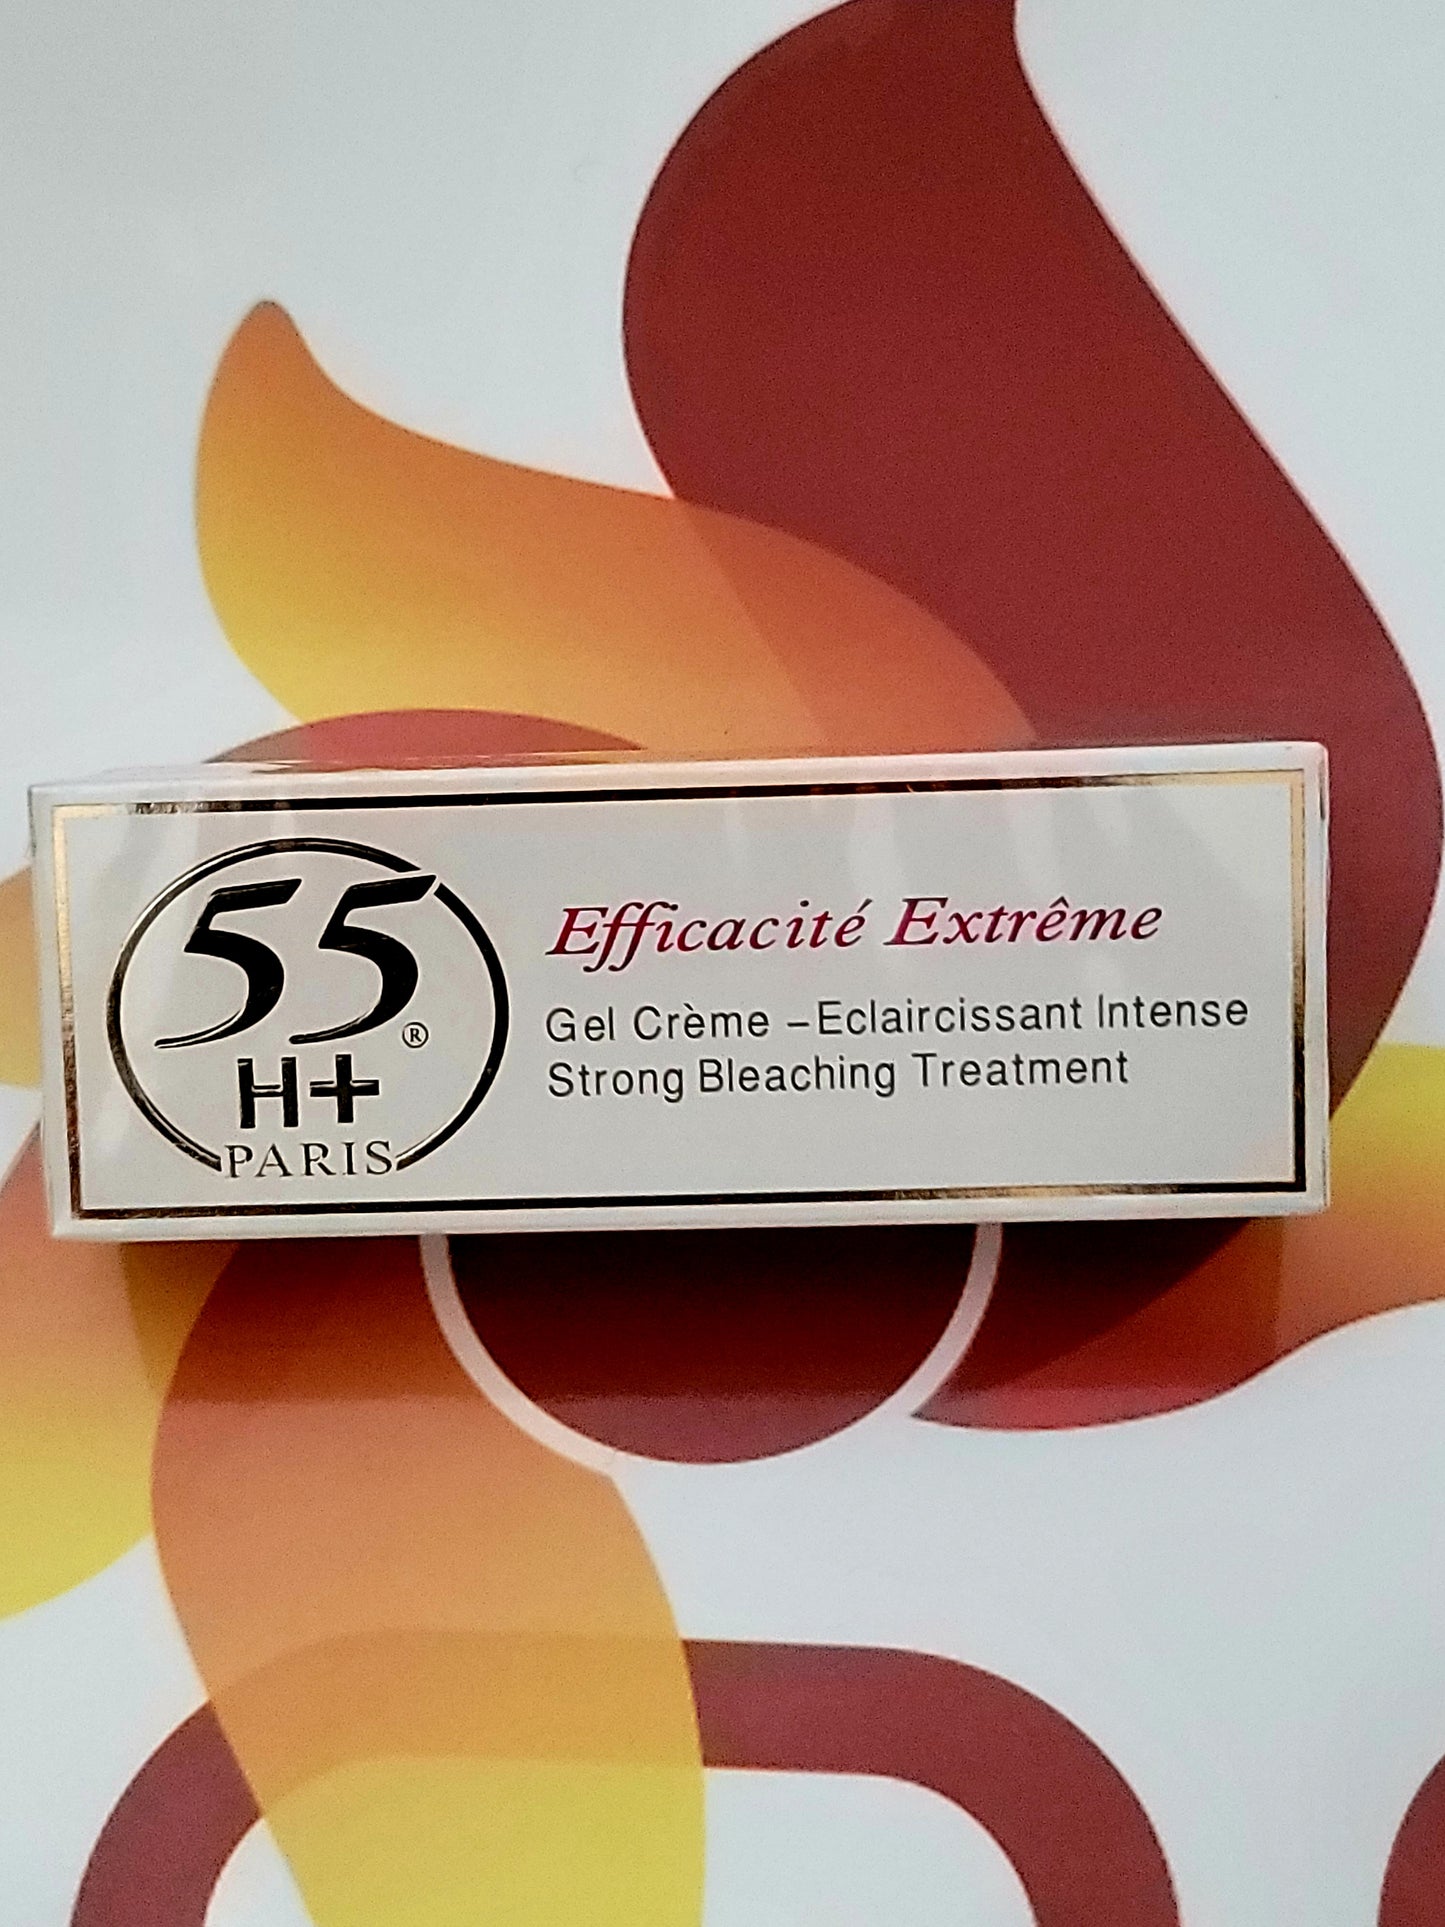 55®
H+
PARIS
Efficacité Extrême
Gel Crème –Eclaircissant Intense
Strong Bleaching Treatment